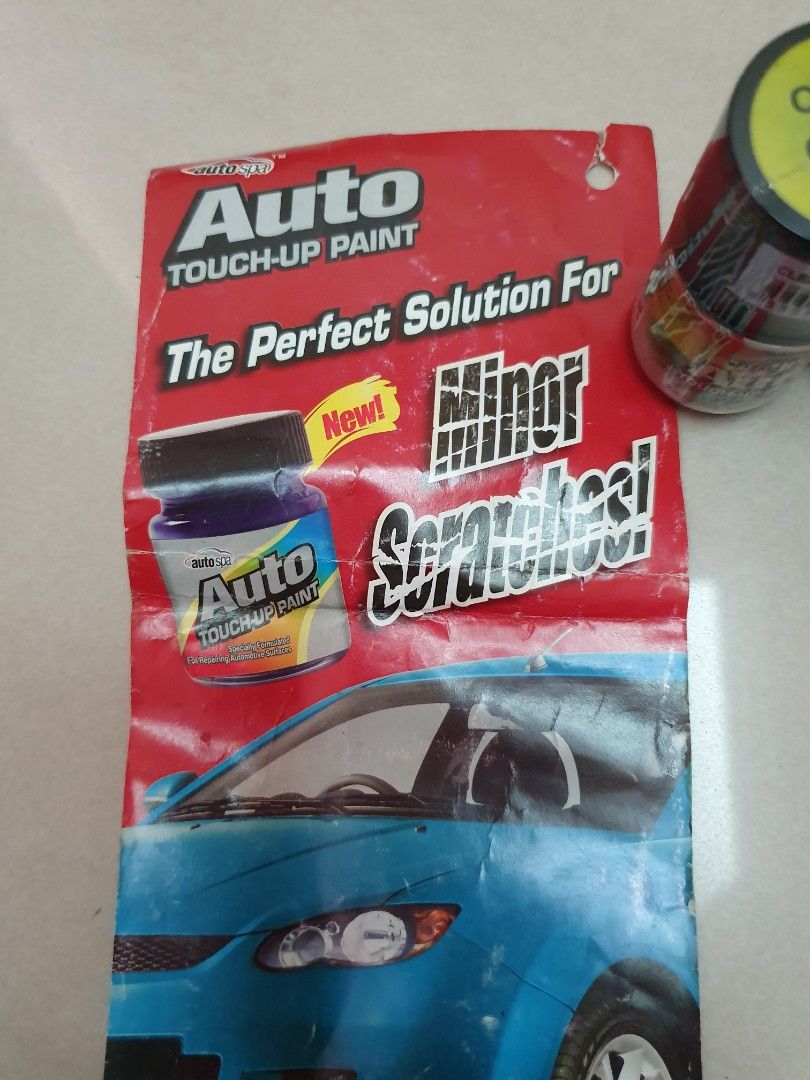 autospa™
Auto
TOUCH-UP PAINT
The Perfect Solution For
New!
Minor
Scratches!
autospa
Auto
TOUCH-UP PAINT
Specially Formulated
For Repairing Automotive Surfaces